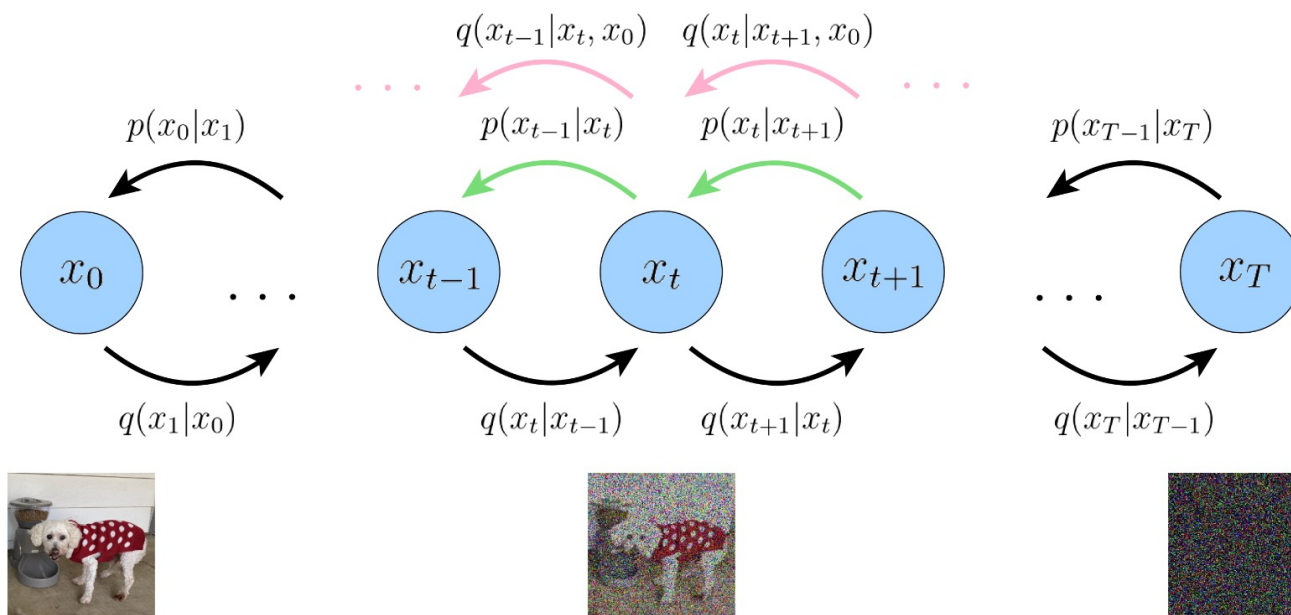 q(x_{t−1}|x_t, x_0) q(x_t|x_{t+1}, x_0)
. . . . . .
p(x_0|x_1) p(x_{t−1}|x_t) p(x_t|x_{t+1}) p(x_{T−1}|x_T)
x_0 x_{t−1} x_t x_{t+1} x_T
. . . . . .
q(x_1|x_0) q(x_t|x_{t−1}) q(x_{t+1}|x_t) q(x_T|x_{T−1})